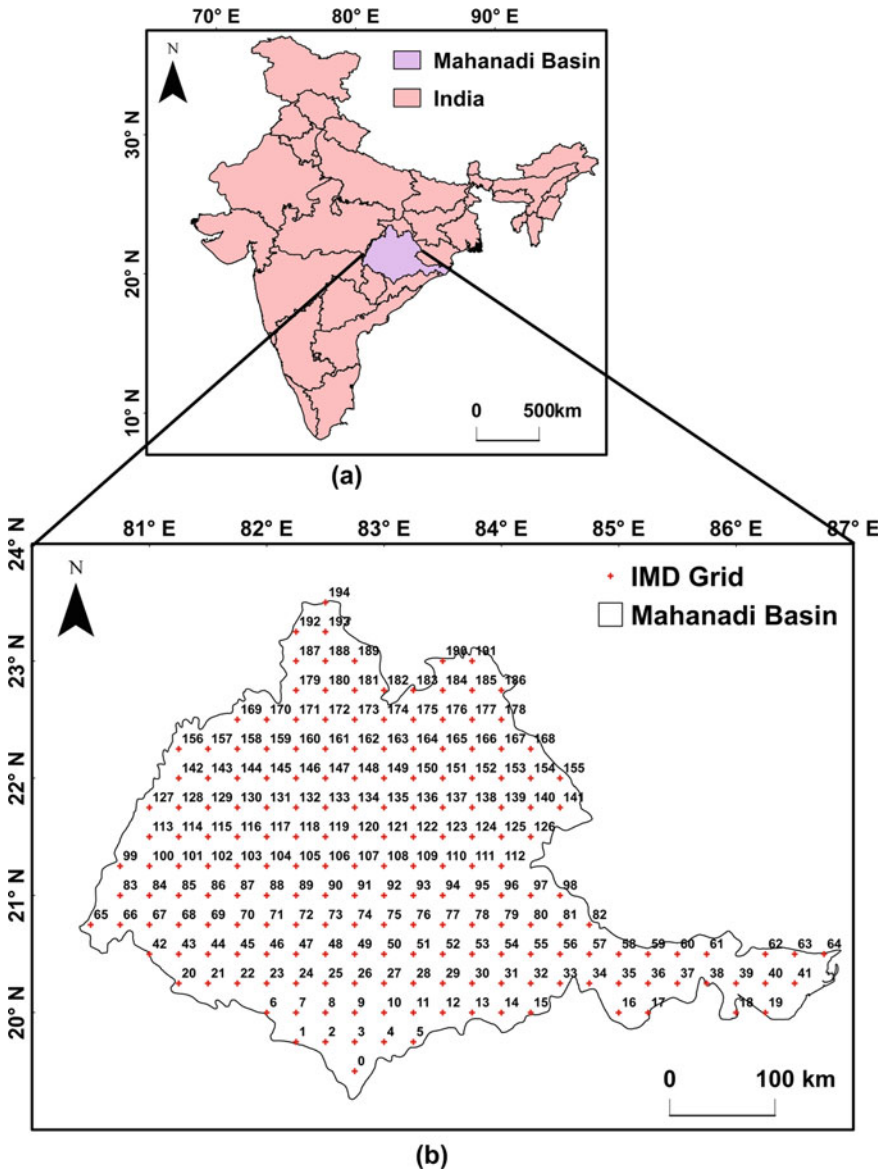 70° E 80° E 90° E
N
Mahanadi Basin
India
30° N
20° N
10° N
0 500km
(a)
81° E 82° E 83° E 84° E 85° E 86° E 87° E
24° N
N
IMD Grid
Mahanadi Basin
194
192 193
23° N
187 188 189 190 191
179 180 181 182 183 184 185 186
169 170 171 172 173 174 175 176 177 178
156 157 158 159 160 161 162 163 164 165 166 167 168
22° N
142 143 144 145 146 147 148 149 150 151 152 153 154 155
127 128 129 130 131 132 133 134 135 136 137 138 139 140 141
113 114 115 116 117 118 119 120 121 122 123 124 125 126
99 100 101 102 103 104 105 106 107 108 109 110 111 112
21° N
83 84 85 86 87 88 89 90 91 92 93 94 95 96 97 98
65 66 67 68 69 70 71 72 73 74 75 76 77 78 79 80 81 82
42 43 44 45 46 47 48 49 50 51 52 53 54 55 56 57 58 59 60 61 62 63 64
20 21 22 23 24 25 26 27 28 29 30 31 32 33 34 35 36 37 38 39 40 41
20° N
6 7 8 9 10 11 12 13 14 15 16 17 18 19
1 2 3 4 5
0
0 100 km
(b)